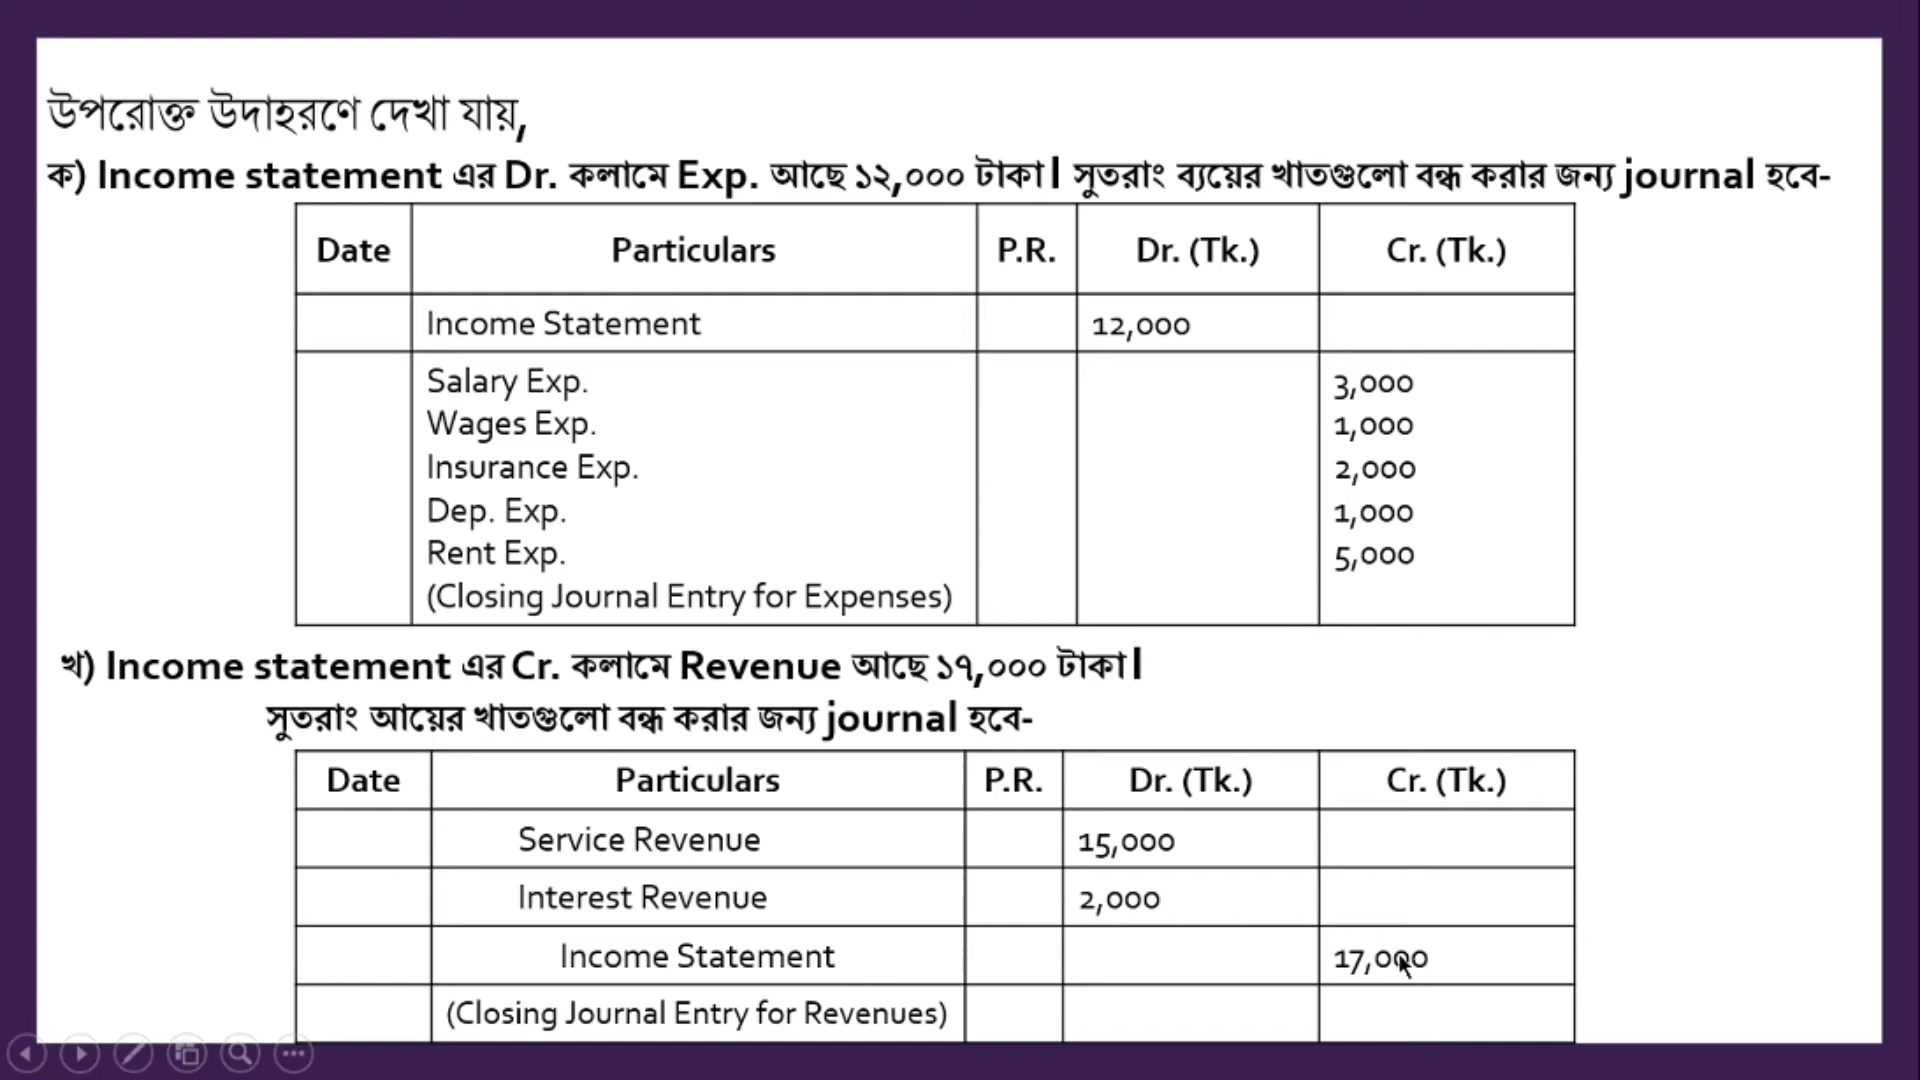 উপরোক্ত উদাহরণে দেখা যায়,
ক) Income statement এর Dr. কলামে Exp. আছে ১২,০০০ টাকা। সুতরাং ব্যয়ের খাতগুলো বন্ধ করার জন্য journal হবে-
Date Particulars P.R. Dr. (Tk.) Cr. (Tk.)
Income Statement 12,000
Salary Exp. 3,000
Wages Exp. 1,000
Insurance Exp. 2,000
Dep. Exp. 1,000
Rent Exp. 5,000
(Closing Journal Entry for Expenses)
খ) Income statement এর Cr. কলামে Revenue আছে ১৭,০০০ টাকা।
সুতরাং আয়ের খাতগুলো বন্ধ করার জন্য journal হবে-
Date Particulars P.R. Dr. (Tk.) Cr. (Tk.)
Service Revenue 15,000
Interest Revenue 2,000
Income Statement 17,000
(Closing Journal Entry for Revenues)